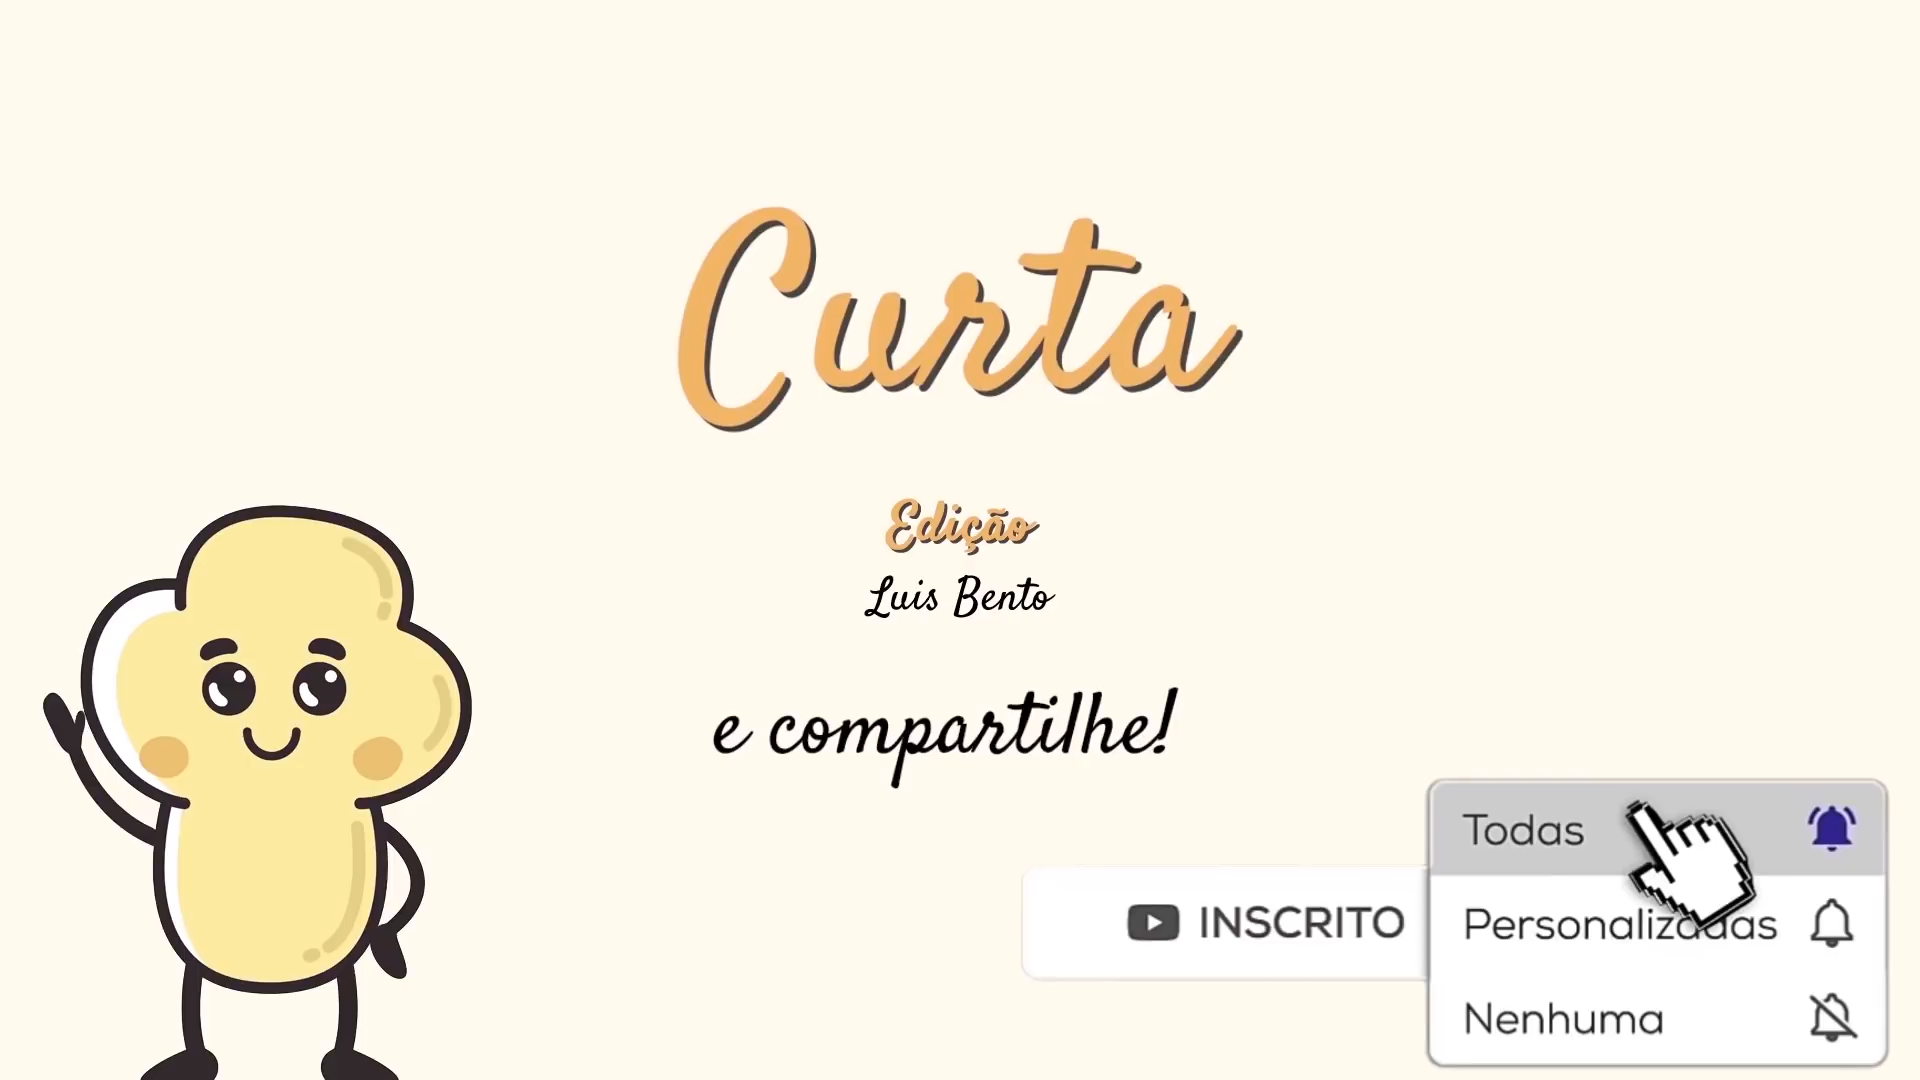 Curta
Edição
Luis Bento
e compartilhe!
Todas
INSCRITO
Personalizadas
Nenhuma